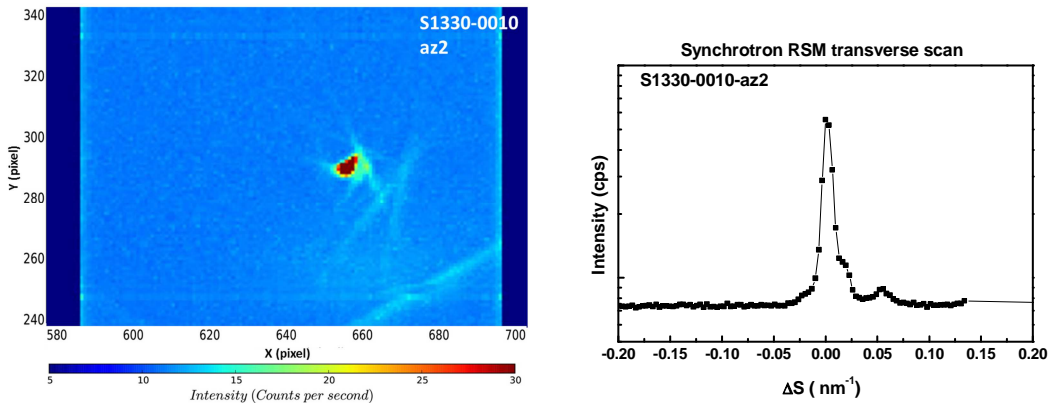 S1330-0010
az2
340
320
300
280
260
240
Y (pixel)
580 600 620 640 660 680 700
X (pixel)
5 10 15 20 25 30
Intensity (Counts per second)
Synchrotron RSM transverse scan
S1330-0010-az2
Intensity (cps)
-0.20 -0.15 -0.10 -0.05 0.00 0.05 0.10 0.15 0.20
ΔS ( nm⁻¹)